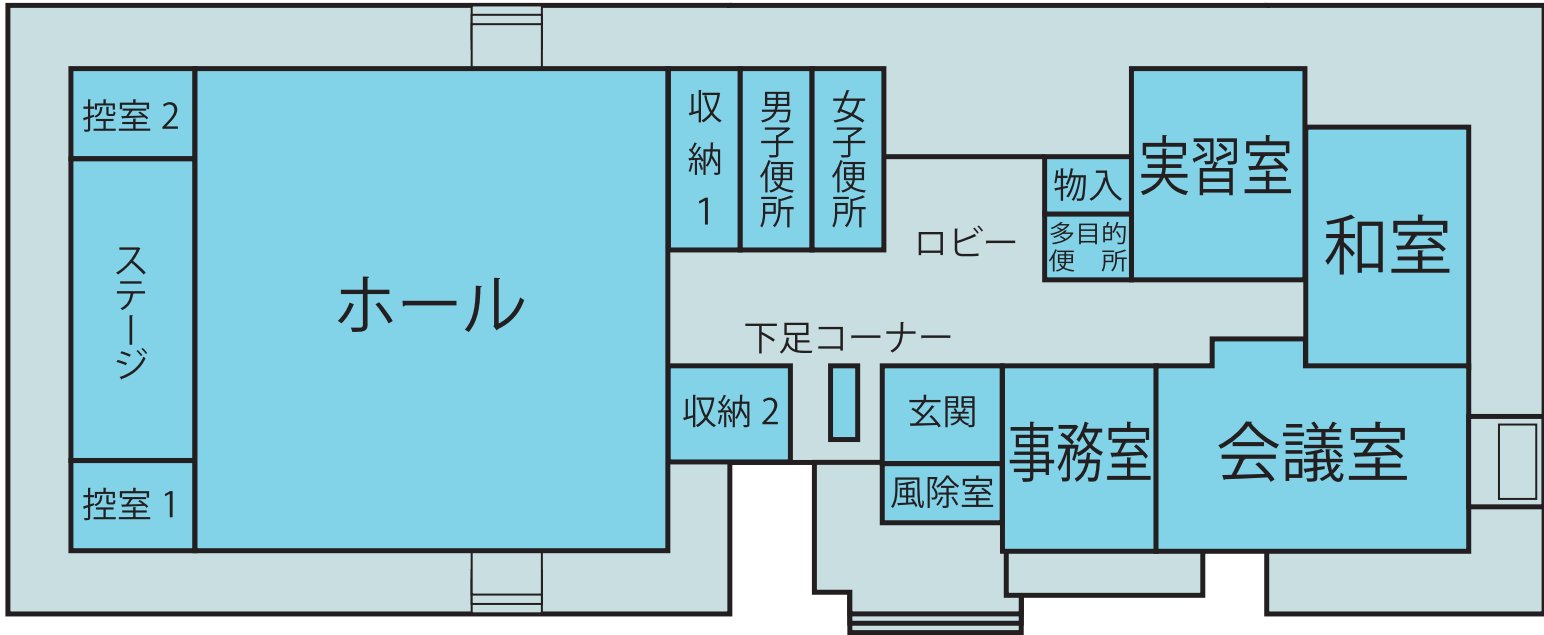 控室 2
ステージ
控室 1
ホール
収納 1
男子便所
女子便所
ロビー
物入
多目的
便 所
実習室
和室
下足コーナー
収納 2
玄関
風除室
事務室
会議室